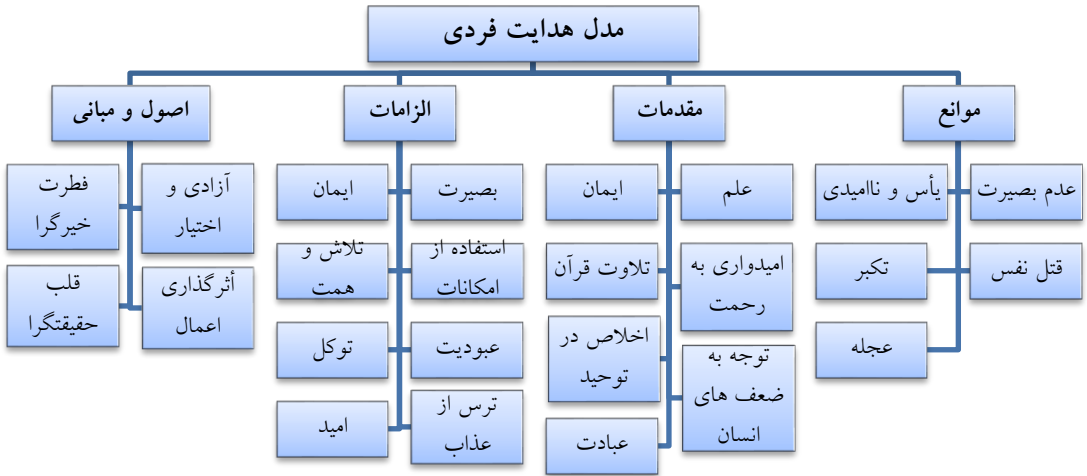 مدل هدایت فردی
موانع
مقدمات
الزامات
اصول و مبانی
عدم بصیرت
یأس و ناامیدی
قتل نفس
تکبر
عجله
علم
ایمان
امیدواری به
رحمت
تلاوت قرآن
توجه به
ضعف های
انسان
اخلاص در
توحید
عبادت
بصیرت
ایمان
استفاده از
امکانات
تلاش و
همت
عبودیت
توکل
ترس از
عذاب
امید
آزادی و
اختیار
فطرت
خیرگرا
أثرگذاری
اعمال
قلب
حقیقتگرا